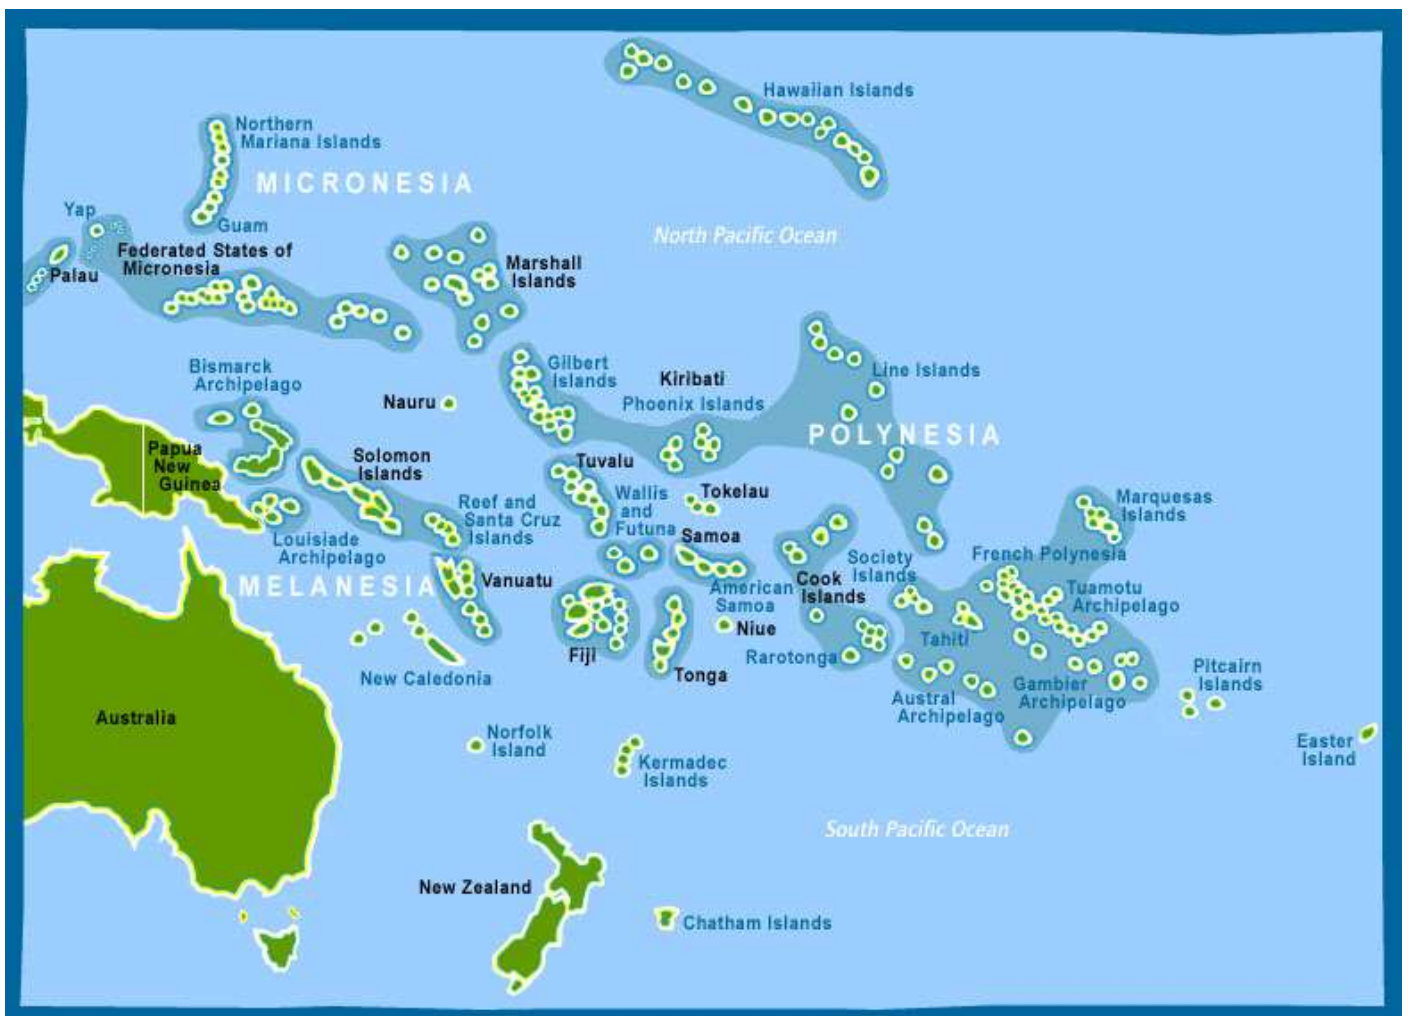 Hawaiian Islands
Northern
Mariana Islands
MICRONESIA
Yap
Guam
North Pacific Ocean
Federated States of
Micronesia
Palau
Marshall
Islands
Bismarck
Archipelago
Gilbert
Islands
Kiribati
Line Islands
Nauru
Phoenix Islands
POLYNESIA
Papua
New
Guinea
Solomon
Islands
Tuvalu
Tokelau
Reef and
Santa Cruz
Islands
Wallis
and
Futuna
Marquesas
Islands
Louisiade
Archipelago
Samoa
Society
Islands
French Polynesia
MELANESIA
Vanuatu
American
Samoa
Cook
Islands
Tuamotu
Archipelago
Niue
Tahiti
Fiji
Rarotonga
New Caledonia
Tonga
Pitcairn
Islands
Gambier
Archipelago
Austral
Archipelago
Australia
Norfolk
Island
Easter
Island
Kermadec
Islands
South Pacific Ocean
New Zealand
Chatham Islands